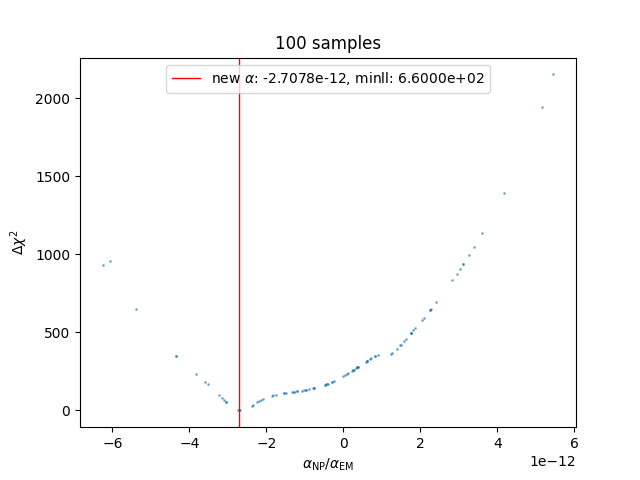 100 samples
new α: -2.7078e-12, minll: 6.6000e+02
2000
1500
1000
500
0
Δχ²
−6 −4 −2 0 2 4 6
1e−12
α_NP/α_EM